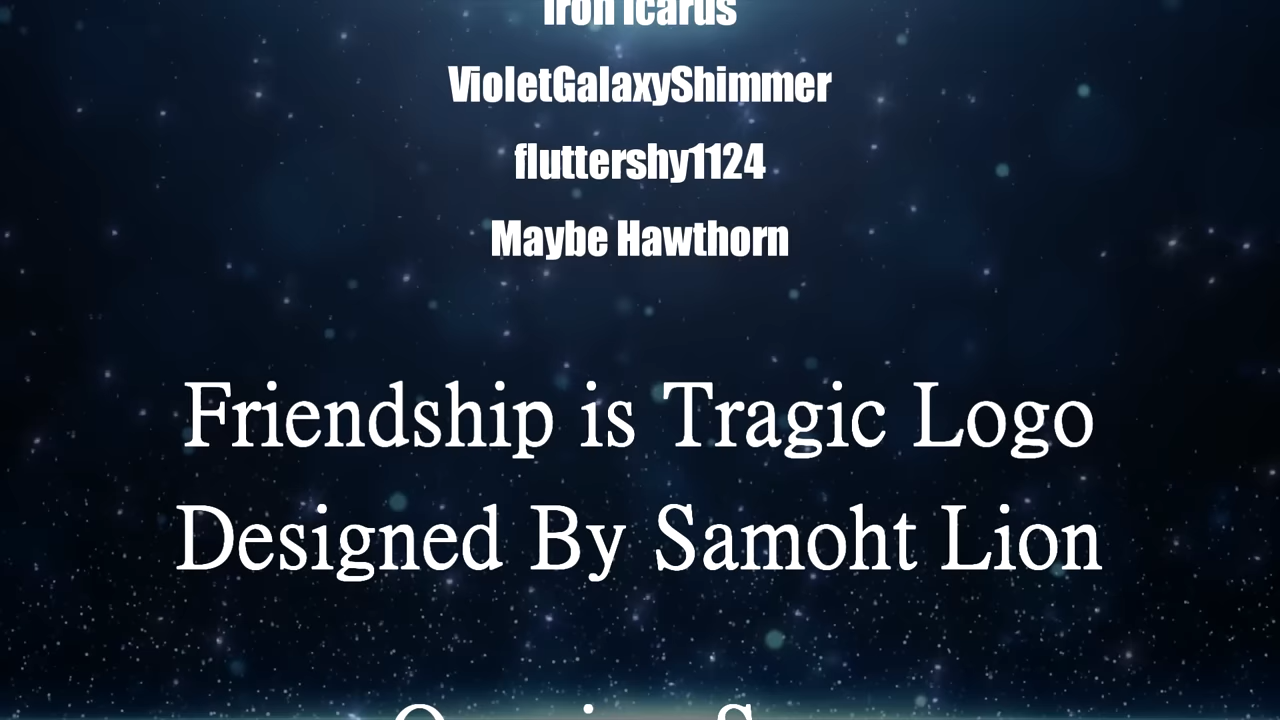 Iron Icarus
VioletGalaxyShimmer
fluttershy1124
Maybe Hawthorn
Friendship is Tragic Logo
Designed By Samoht Lion